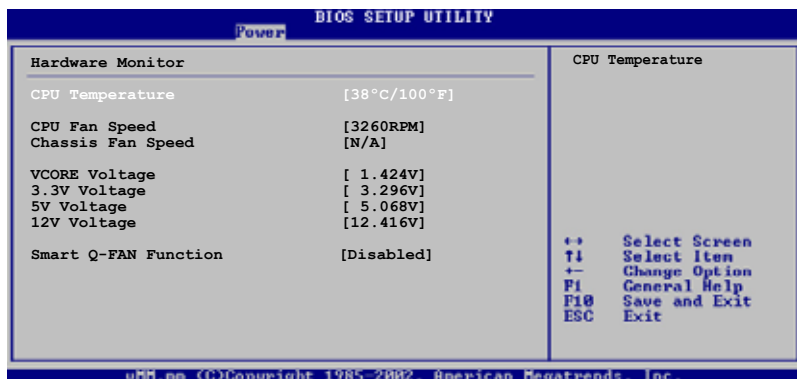 BIOS SETUP UTILITY
Power
Hardware Monitor
CPU Temperature [38°C/100°F]
CPU Fan Speed [3260RPM]
Chassis Fan Speed [N/A]
VCORE Voltage [ 1.424V]
3.3V Voltage [ 3.296V]
5V Voltage [ 5.068V]
12V Voltage [12.416V]
Smart Q-FAN Function [Disabled]
CPU Temperature
↔ Select Screen
↑↓ Select Item
+- Change Option
F1 General Help
F10 Save and Exit
ESC Exit
(C)Copyright 1985-2002, American Megatrends, Inc.